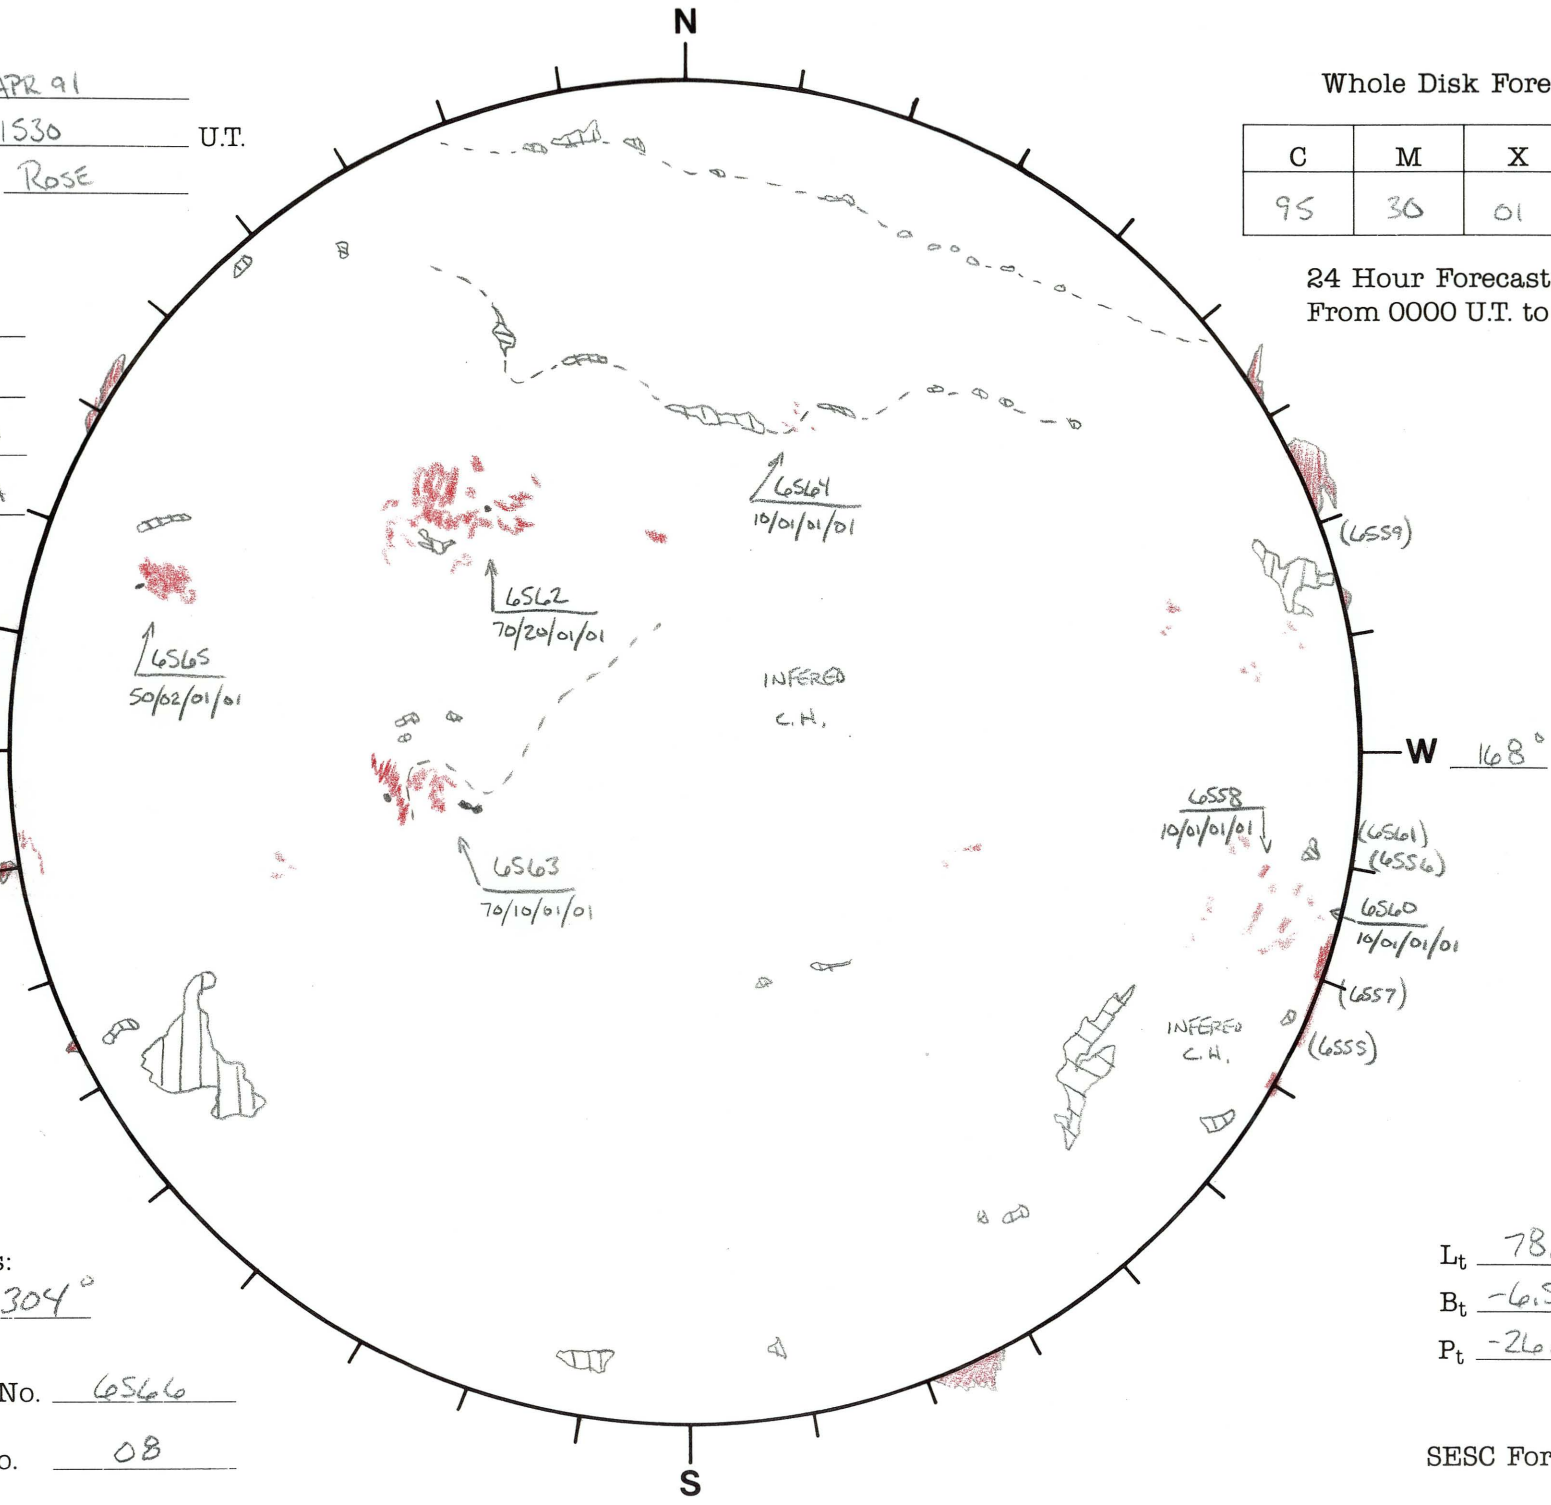 N
APR 91
1530 U.T.
ROSE
Whole Disk Fore
C M X
95 30 01
24 Hour Forecast
From 0000 U.T. to
6564
10/01/01/01
(6559)
6562
70/20/01/01
6565
50/02/01/01
INFERED
C.H.
W 168°
6558
10/01/01/01
(6561)
(6556)
6563
70/10/01/01
6560
10/01/01/01
(6557)
INFERED
C.H.
(6555)
s:
304°
Lt 78.
Bt -6.5
Pt -26.
No. 6566
o. 08
SESC For
S